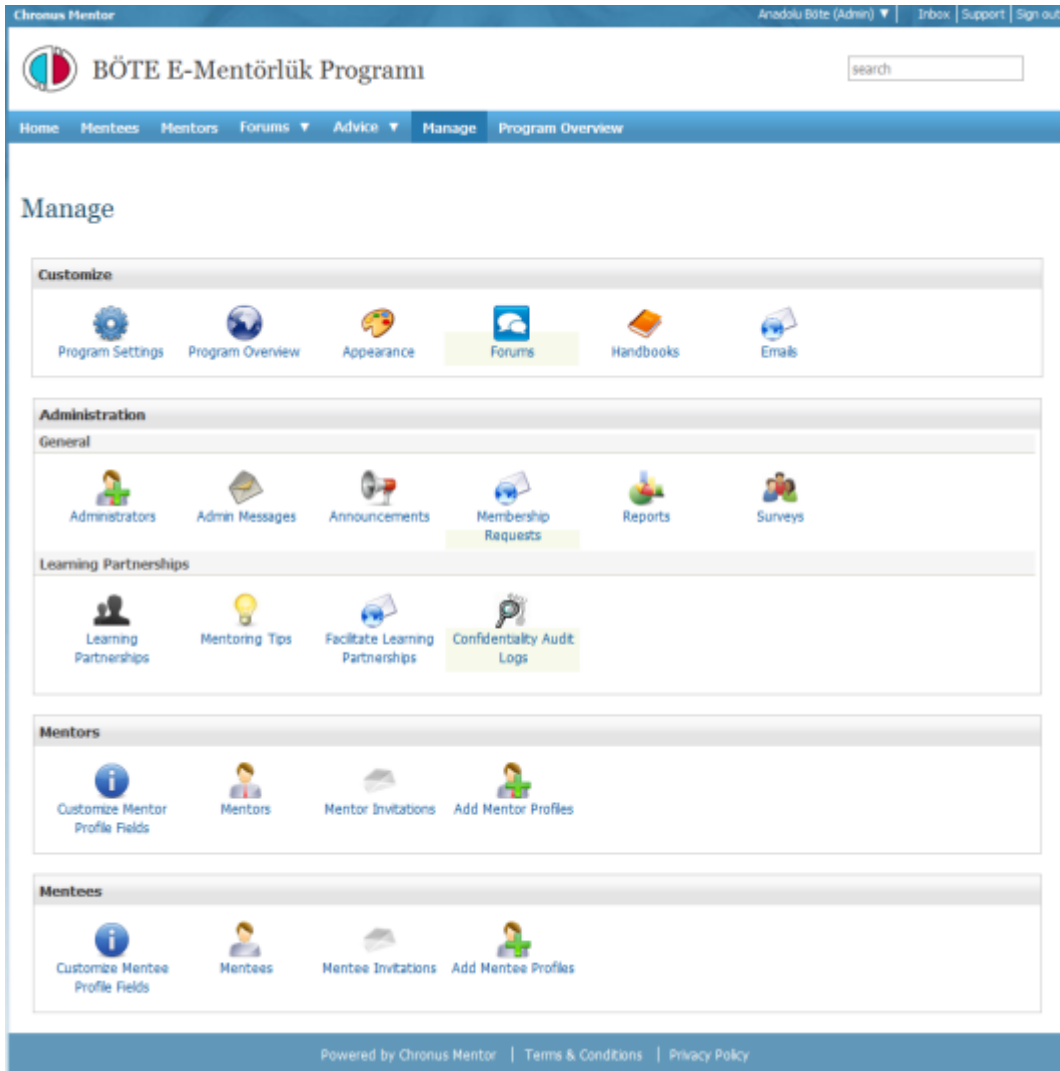 Chronus Mentor Anadolu Böte (Admin) ▼ | Inbox | Support | Sign out
BÖTE E-Mentörlük Programı
search
Home Mentees Mentors Forums ▼ Advice ▼ Manage Program Overview
Manage
Customize
Program Settings Program Overview Appearance Forums Handbooks Emails
Administration
General
Administrators Admin Messages Announcements Membership Reports Surveys
Requests
Learning Partnerships
Learning Mentoring Tips Facilitate Learning Confidentiality Audit
Partnerships Partnerships Logs
Mentors
Customize Mentor Mentors Mentor Invitations Add Mentor Profiles
Profile Fields
Mentees
Customize Mentee Mentees Mentee Invitations Add Mentee Profiles
Profile Fields
Powered by Chronus Mentor | Terms & Conditions | Privacy Policy